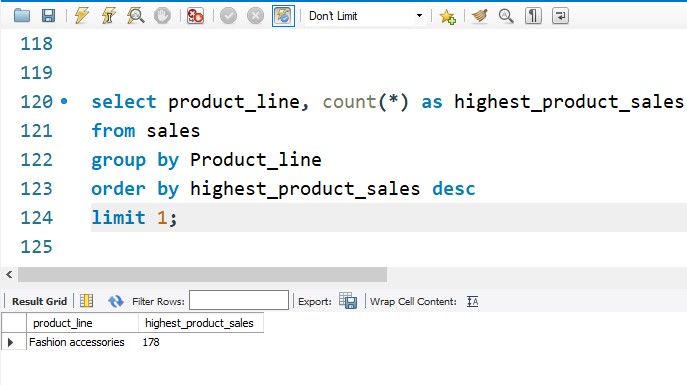 Don't Limit
118
119
120 select product_line, count(*) as highest_product_sales
121 from sales
122 group by Product_line
123 order by highest_product_sales desc
124 limit 1;
125
Result Grid Filter Rows: Export: Wrap Cell Content:
product_line highest_product_sales
Fashion accessories 178